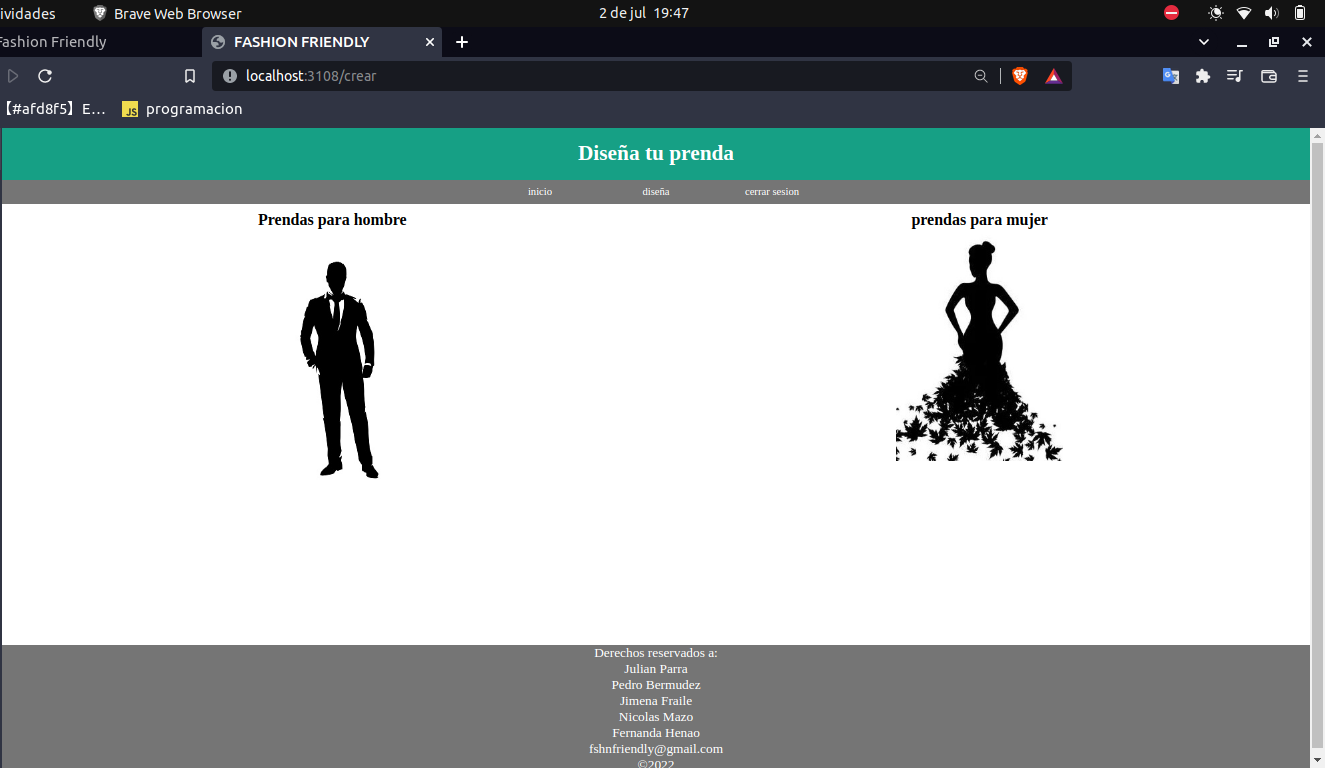 ividades Brave Web Browser 2 de jul 19:47
Fashion Friendly FASHION FRIENDLY
localhost:3108/crear
【#afd8f5】E… JS programacion
Diseña tu prenda
inicio diseña cerrar sesion
Prendas para hombre prendas para mujer
Derechos reservados a:
Julian Parra
Pedro Bermudez
Jimena Fraile
Nicolas Mazo
Fernanda Henao
fshnfriendly@gmail.com
©2022